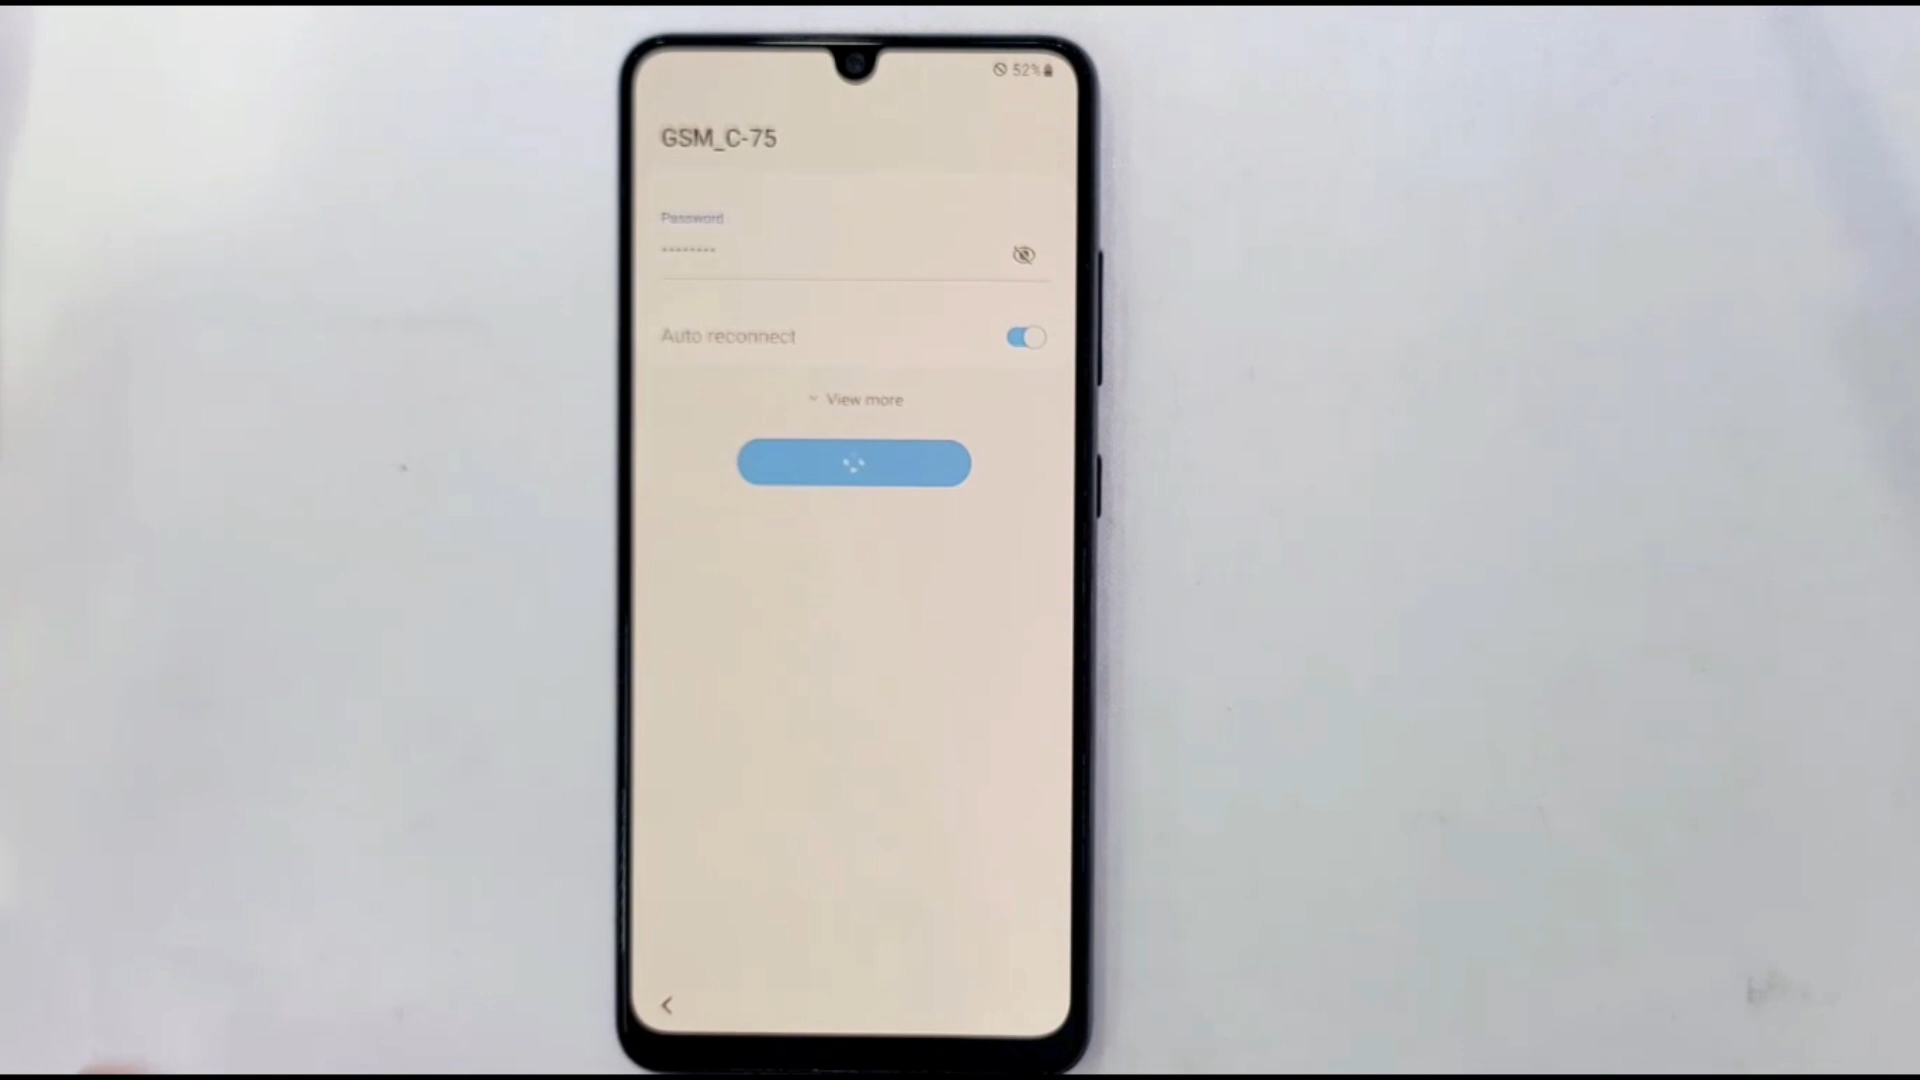 52%
GSM_C-75
Password
••••••••
Auto reconnect
View more